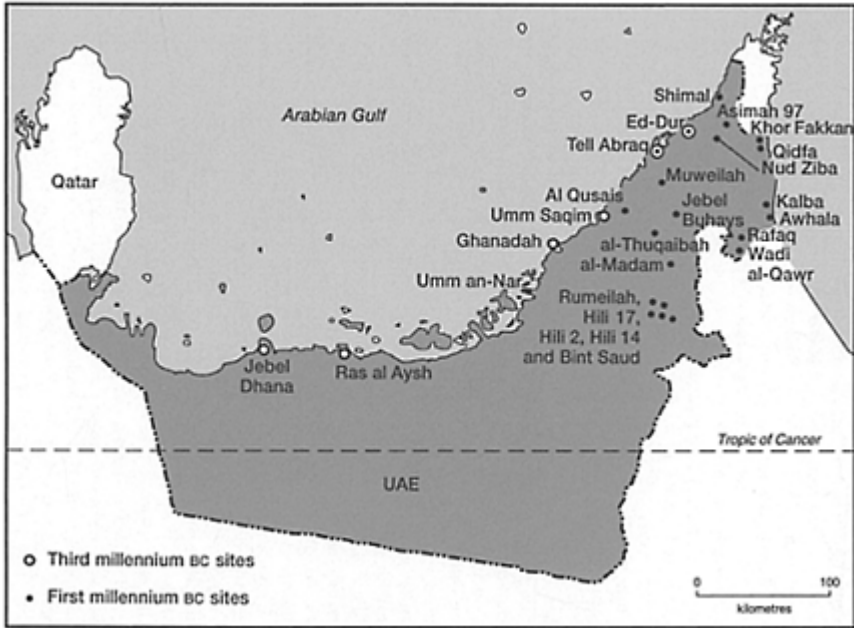 Arabian Gulf
Qatar
Shimal
Asimah 97
Ed-Dur
Khor Fakkan
Tell Abraq
Qidfa
Nud Ziba
Muweilah
Al Qusais
Umm Saqim
Jebel
Buhays
Kalba
Awhala
Ghanadah
al-Thuqaibah
Rafaq
al-Madam
Wadi
al-Qawr
Umm an-Nar
Rumeilah,
Hili 17,
Hili 2, Hili 14
and Bint Saud
Jebel
Dhana
Ras al Aysh
Tropic of Cancer
UAE
Third millennium BC sites
First millennium BC sites
0 100
kilometres